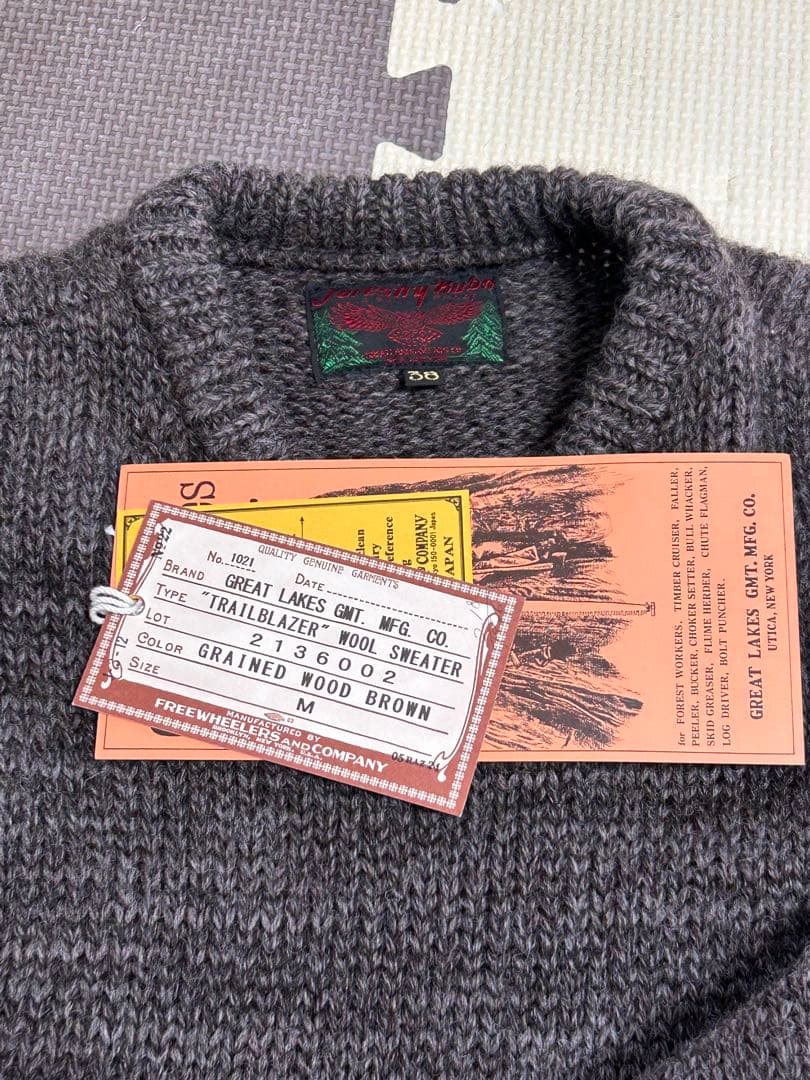 38
QUALITY GENUINE GARMENTS
No. 1021 DATE
BRAND GREAT LAKES GMT. MFG. CO.
TYPE "TRAILBLAZER" WOOL SWEATER
LOT 2136002
COLOR GRAINED WOOD BROWN
SIZE M
MANUFACTURED BY
FREEWHEELERS AND COMPANY
BROOKLYN, NEW YORK, U.S.A.
COMPANY
JAPAN
for FOREST WORKERS, TIMBER CRUISER, FALLER,
PEELER, BUCKER, CHOKER SETTER, BULL WHACKER,
SKID GREASER, FLUME HERDER, CHUTE FLAGMAN,
LOG DRIVER, BOLT PUNCHER.
GREAT LAKES GMT. MFG. CO.
UTICA, NEW YORK